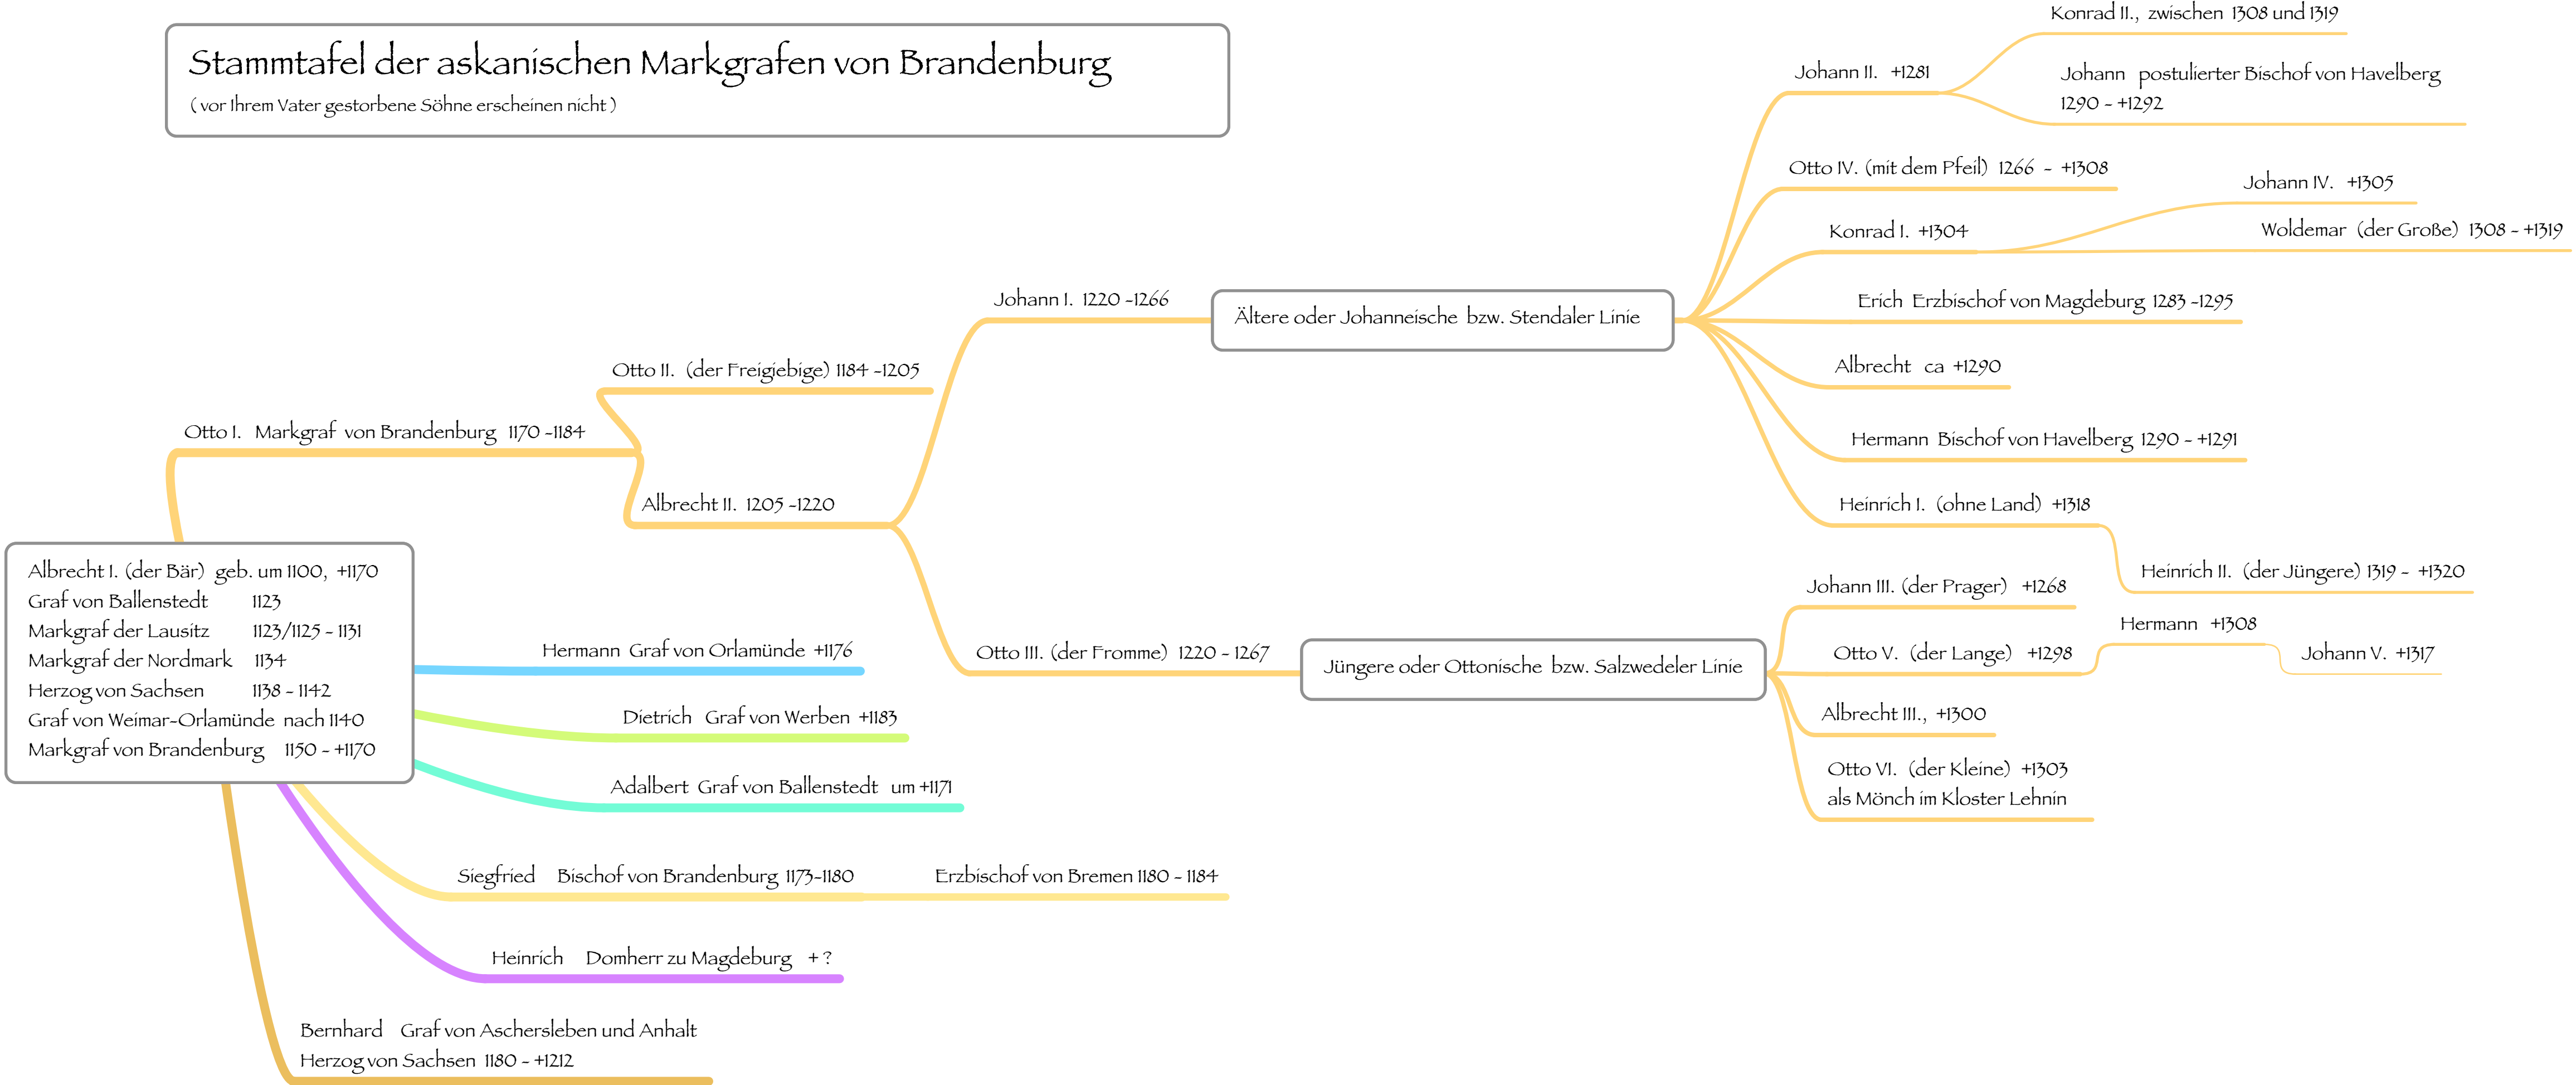 Stammtafel der askanischen Markgrafen von Brandenburg
( vor Ihrem Vater gestorbene Söhne erscheinen nicht )
Albrecht I. (der Bär) geb. um 1100, +1170
Graf von Ballenstedt 1123
Markgraf der Lausitz 1123/1125 - 1131
Markgraf der Nordmark 1134
Herzog von Sachsen 1138 - 1142
Graf von Weimar-Orlamünde nach 1140
Markgraf von Brandenburg 1150 - +1170
Otto I. Markgraf von Brandenburg 1170 -1184
Otto II. (der Freigiebige) 1184 -1205
Albrecht II. 1205 -1220
Johann I. 1220 -1266
Ältere oder Johanneische bzw. Stendaler Linie
Johann II. +1281
Konrad II., zwischen 1308 und 1319
Johann postulierter Bischof von Havelberg
1290 - +1292
Otto IV. (mit dem Pfeil) 1266 - +1308
Konrad I. +1304
Johann IV. +1305
Woldemar (der Große) 1308 - +1319
Erich Erzbischof von Magdeburg 1283 -1295
Albrecht ca +1290
Hermann Bischof von Havelberg 1290 - +1291
Heinrich I. (ohne Land) +1318
Heinrich II. (der Jüngere) 1319 - +1320
Otto III. (der Fromme) 1220 - 1267
Jüngere oder Ottonische bzw. Salzwedeler Linie
Johann III. (der Prager) +1268
Otto V. (der Lange) +1298
Hermann +1308
Johann V. +1317
Albrecht III., +1300
Otto VI. (der Kleine) +1303
als Mönch im Kloster Lehnin
Hermann Graf von Orlamünde +1176
Dietrich Graf von Werben +1183
Adalbert Graf von Ballenstedt um +1171
Siegfried Bischof von Brandenburg 1173-1180 Erzbischof von Bremen 1180 - 1184
Heinrich Domherr zu Magdeburg + ?
Bernhard Graf von Aschersleben und Anhalt
Herzog von Sachsen 1180 - +1212